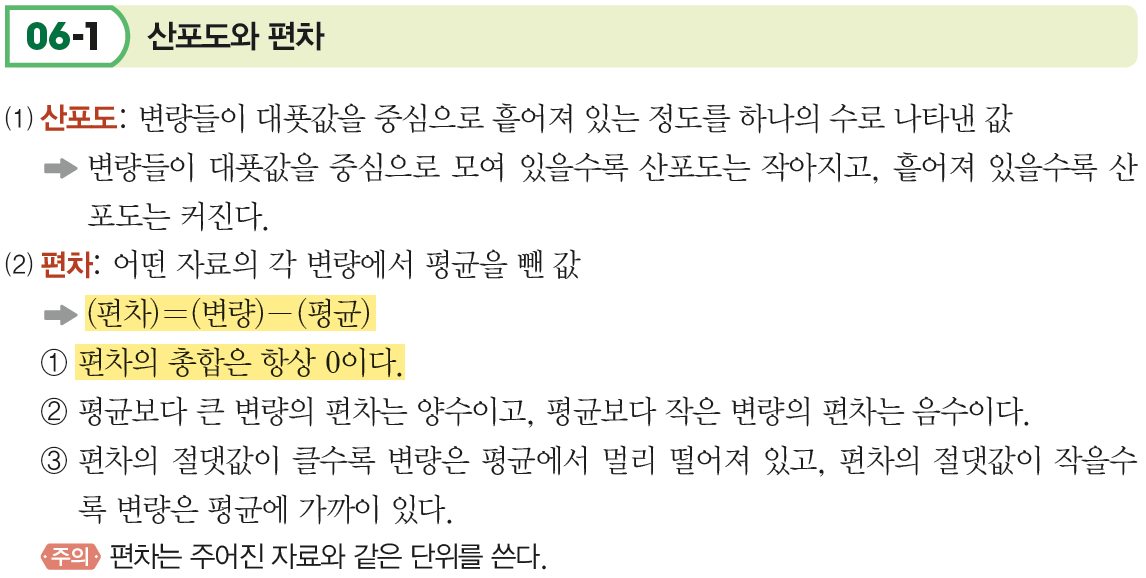 06-1 산포도와 편차
⑴ 산포도: 변량들이 대푯값을 중심으로 흩어져 있는 정도를 하나의 수로 나타낸 값
➡ 변량들이 대푯값을 중심으로 모여 있을수록 산포도는 작아지고, 흩어져 있을수록 산
포도는 커진다.
⑵ 편차: 어떤 자료의 각 변량에서 평균을 뺀 값
➡ (편차)=(변량)-(평균)
① 편차의 총합은 항상 0이다.
② 평균보다 큰 변량의 편차는 양수이고, 평균보다 작은 변량의 편차는 음수이다.
③ 편차의 절댓값이 클수록 변량은 평균에서 멀리 떨어져 있고, 편차의 절댓값이 작을수
록 변량은 평균에 가까이 있다.
주의 편차는 주어진 자료와 같은 단위를 쓴다.